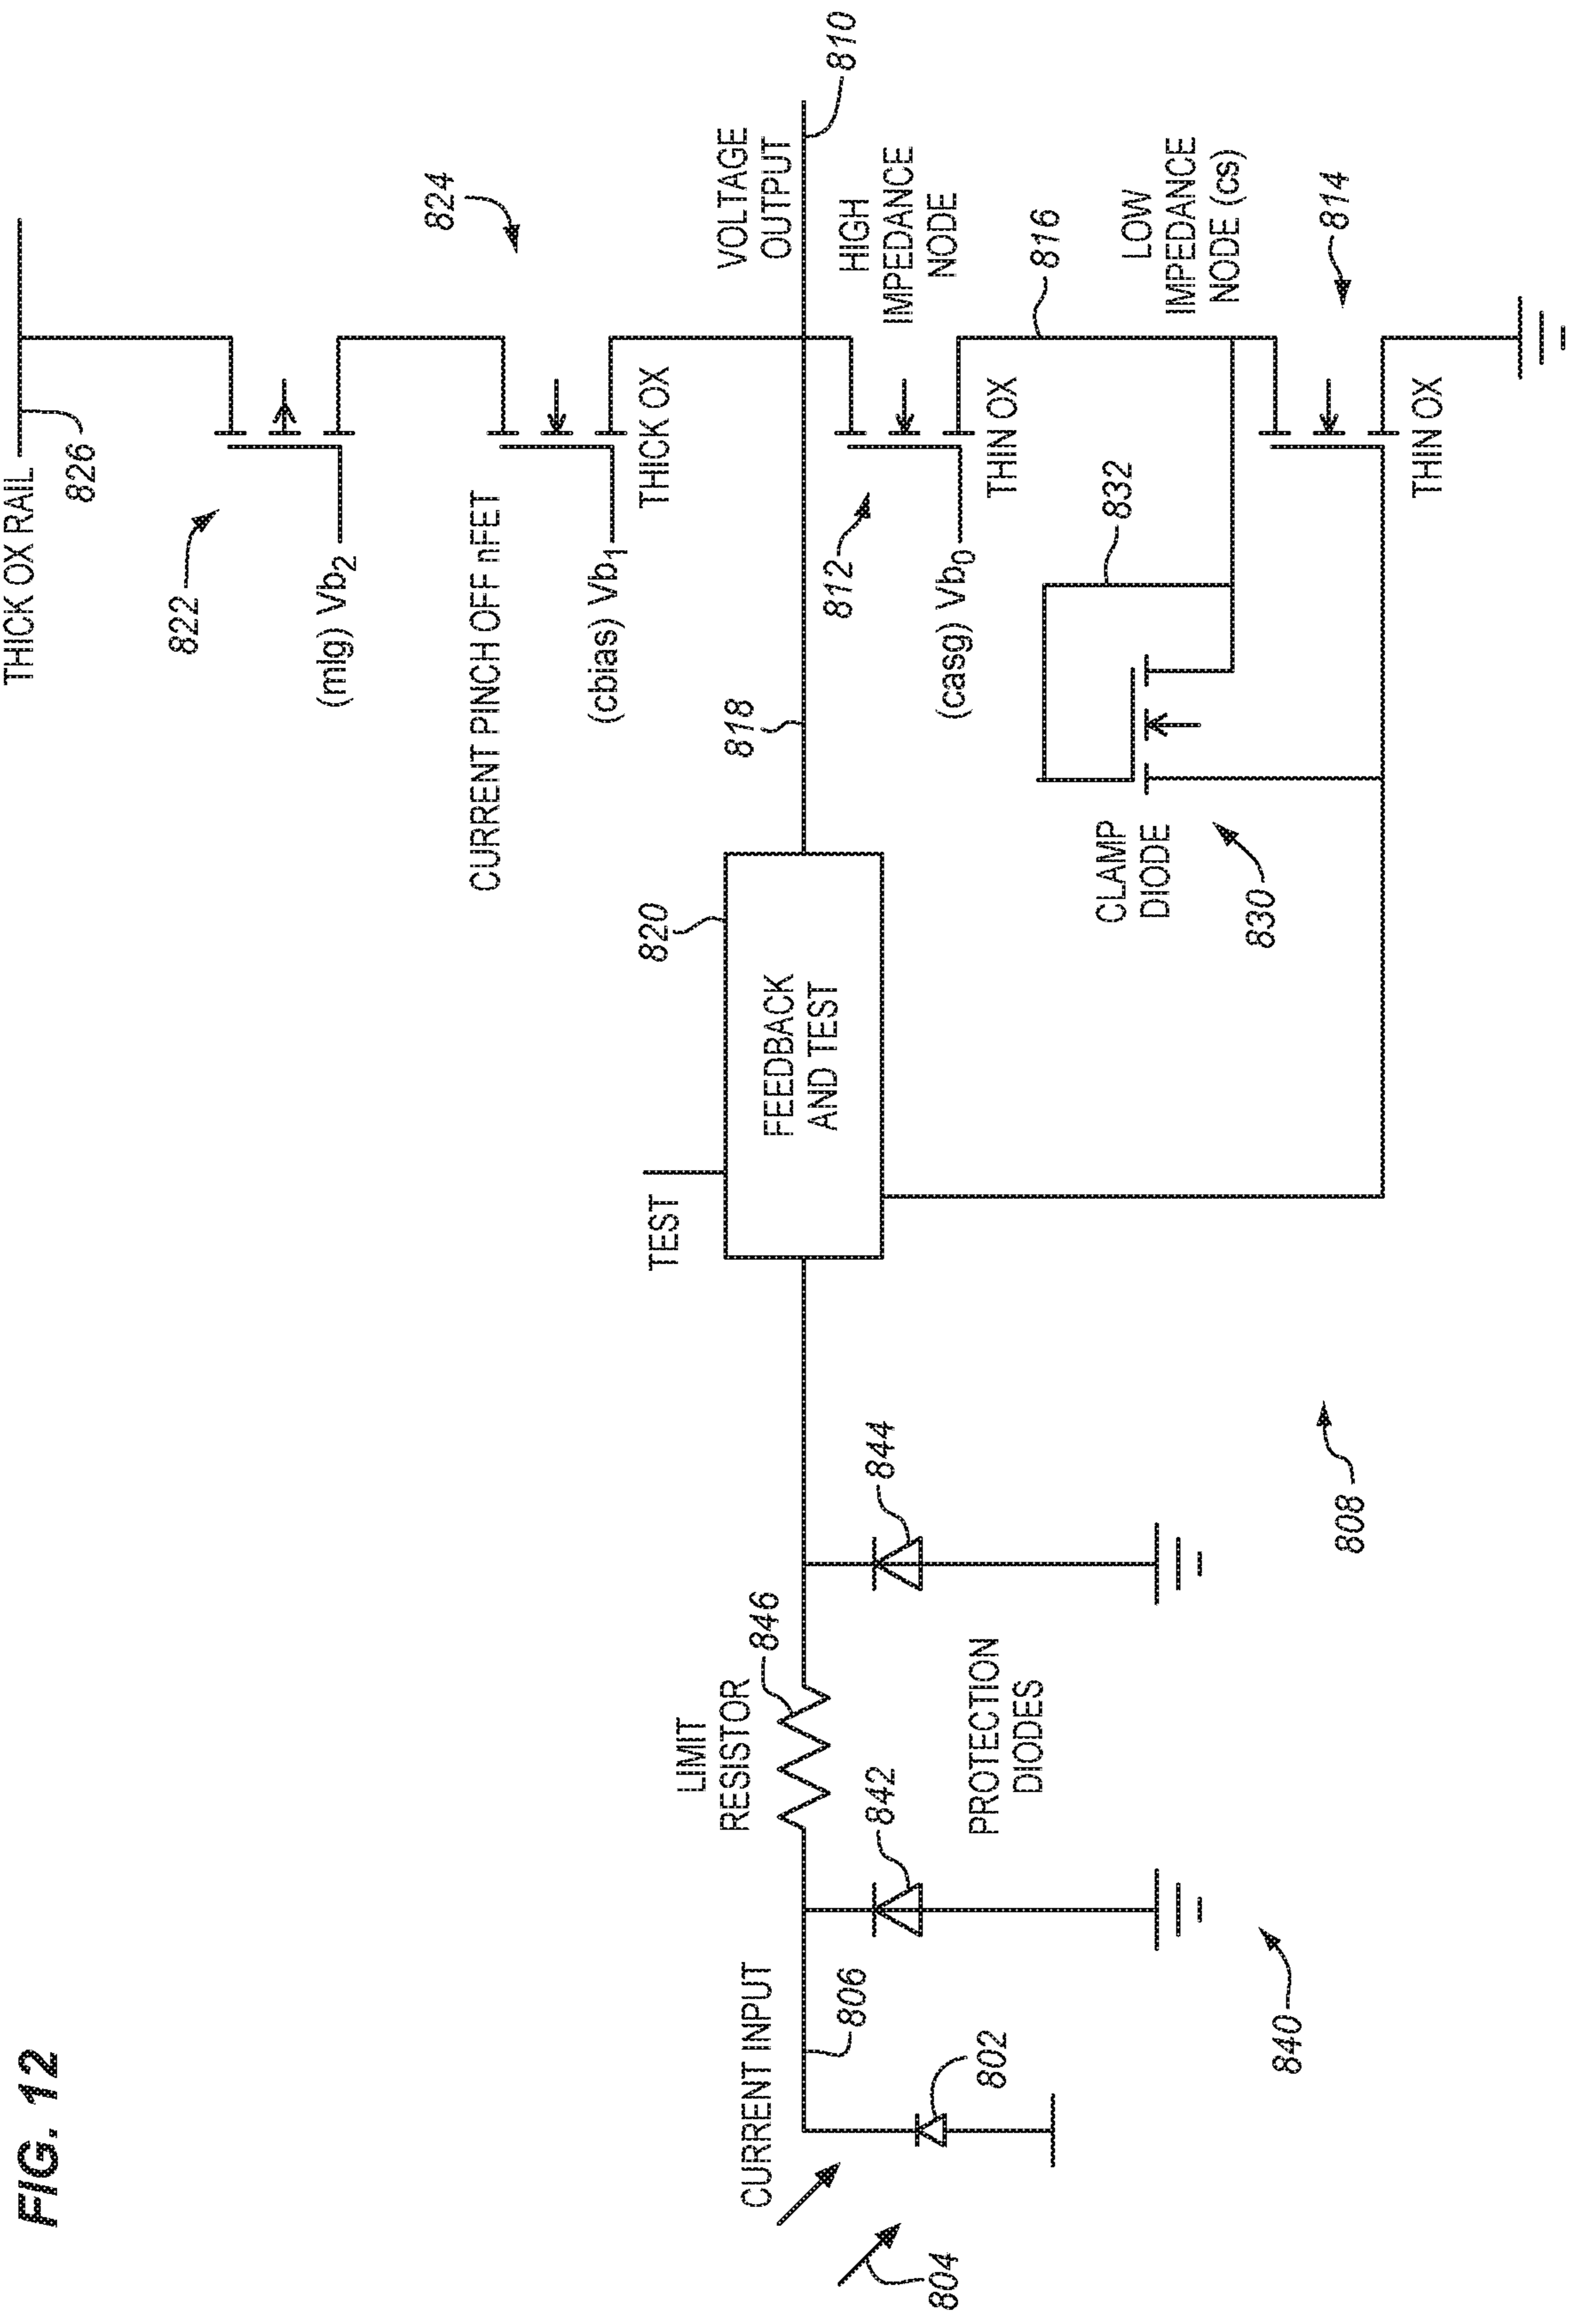 FIG. 12
THICK OX RAIL
826
822
(mlg) Vb2
824
CURRENT PINCH OFF nFET
(cbias) Vb1
THICK OX
VOLTAGE
OUTPUT
810
818
HIGH
IMPEDANCE
NODE
812
(casg) Vb0
THIN OX
816
LOW
IMPEDANCE
NODE (cs)
832
CLAMP
DIODE
830
814
THIN OX
820
FEEDBACK
AND TEST
TEST
844
LIMIT
RESISTOR
846
842
PROTECTION
DIODES
808
CURRENT INPUT
806
802
804
840